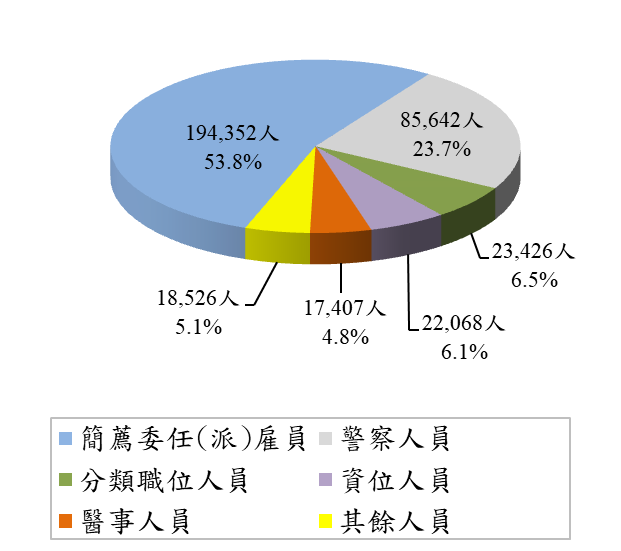 194,352人
53.8%
85,642人
23.7%
23,426人
6.5%
22,068人
6.1%
17,407人
4.8%
18,526人
5.1%
簡薦委任(派)雇員
警察人員
分類職位人員
資位人員
醫事人員
其餘人員